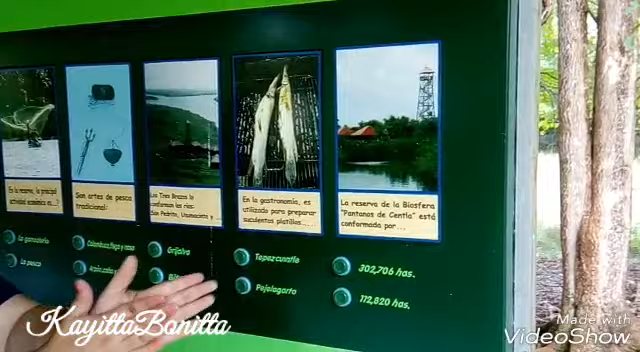 En la reserva, la principal
actividad económica es...?
Son artes de pesca
tradicional:
Los Tres Brazos lo
conforman los ríos:
San Pedrito, Usumacinta y
En la gastronomía, es
utilizado para preparar
suculentos platillos....
La reserva de la Biosfera
"Pantanos de Centla" está
conformada por...
La ganadería
La pesca
Grijalva
Tepezcuintle
Pejelagarto
302,706 has.
112,820 has.
KayittaBonitta
Made with
VideoShow